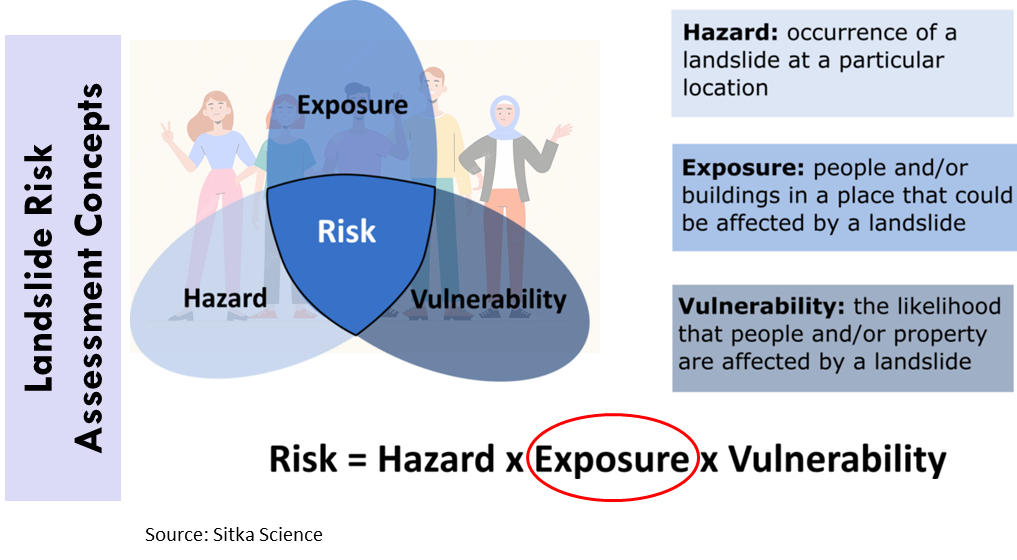 Landslide Risk
Assessment Concepts
Exposure
Risk
Hazard
Vulnerability
Hazard: occurrence of a
landslide at a particular
location
Exposure: people and/or
buildings in a place that could
be affected by a landslide
Vulnerability: the likelihood
that people and/or property
are affected by a landslide
Risk = Hazard x Exposure x Vulnerability
Source: Sitka Science